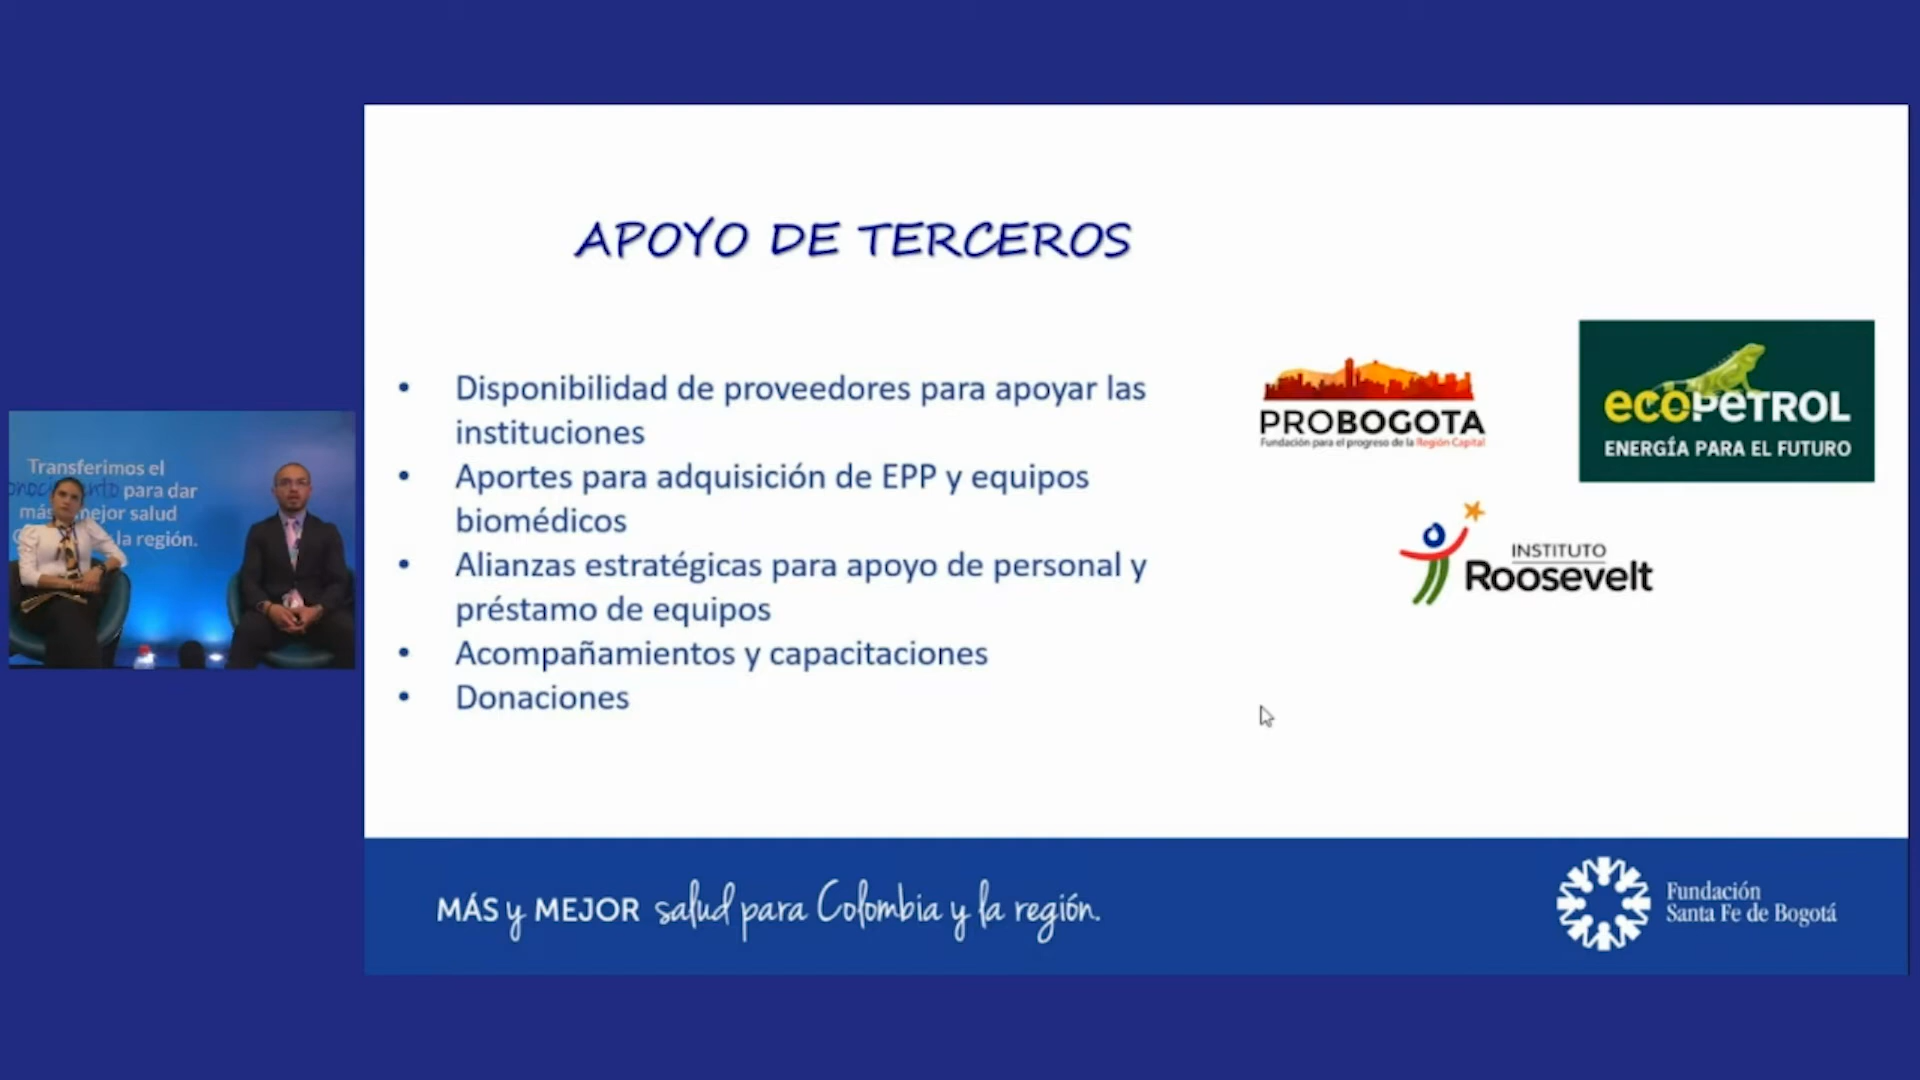 APOYO DE TERCEROS
• Disponibilidad de proveedores para apoyar las
instituciones
• Aportes para adquisición de EPP y equipos
biomédicos
• Alianzas estratégicas para apoyo de personal y
préstamo de equipos
• Acompañamientos y capacitaciones
• Donaciones
PROBOGOTA
Fundación para el progreso de la Región Capital
ecoPETROL
ENERGÍA PARA EL FUTURO
INSTITUTO
Roosevelt
Transferimos el
para dar
más mejor salud
la región.
MÁS y MEJOR salud para Colombia y la región.
Fundación
Santa Fe de Bogotá